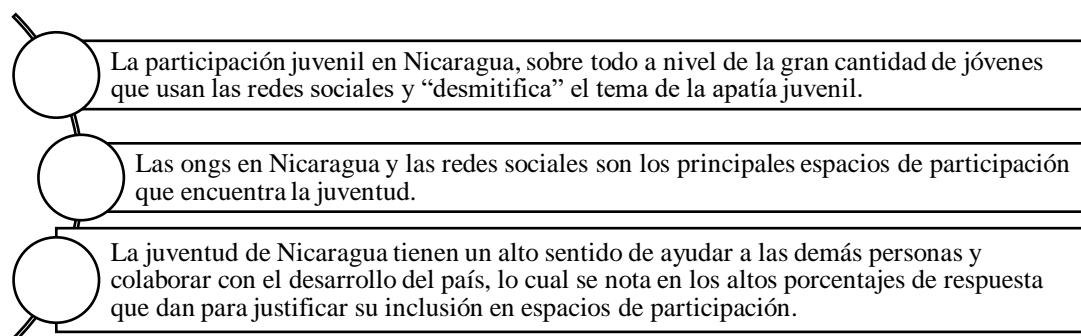 La participación juvenil en Nicaragua, sobre todo a nivel de la gran cantidad de jóvenes
que usan las redes sociales y “desmitifica” el tema de la apatía juvenil.
Las ongs en Nicaragua y las redes sociales son los principales espacios de participación
que encuentra la juventud.
La juventud de Nicaragua tienen un alto sentido de ayudar a las demás personas y
colaborar con el desarrollo del país, lo cual se nota en los altos porcentajes de respuesta
que dan para justificar su inclusión en espacios de participación.